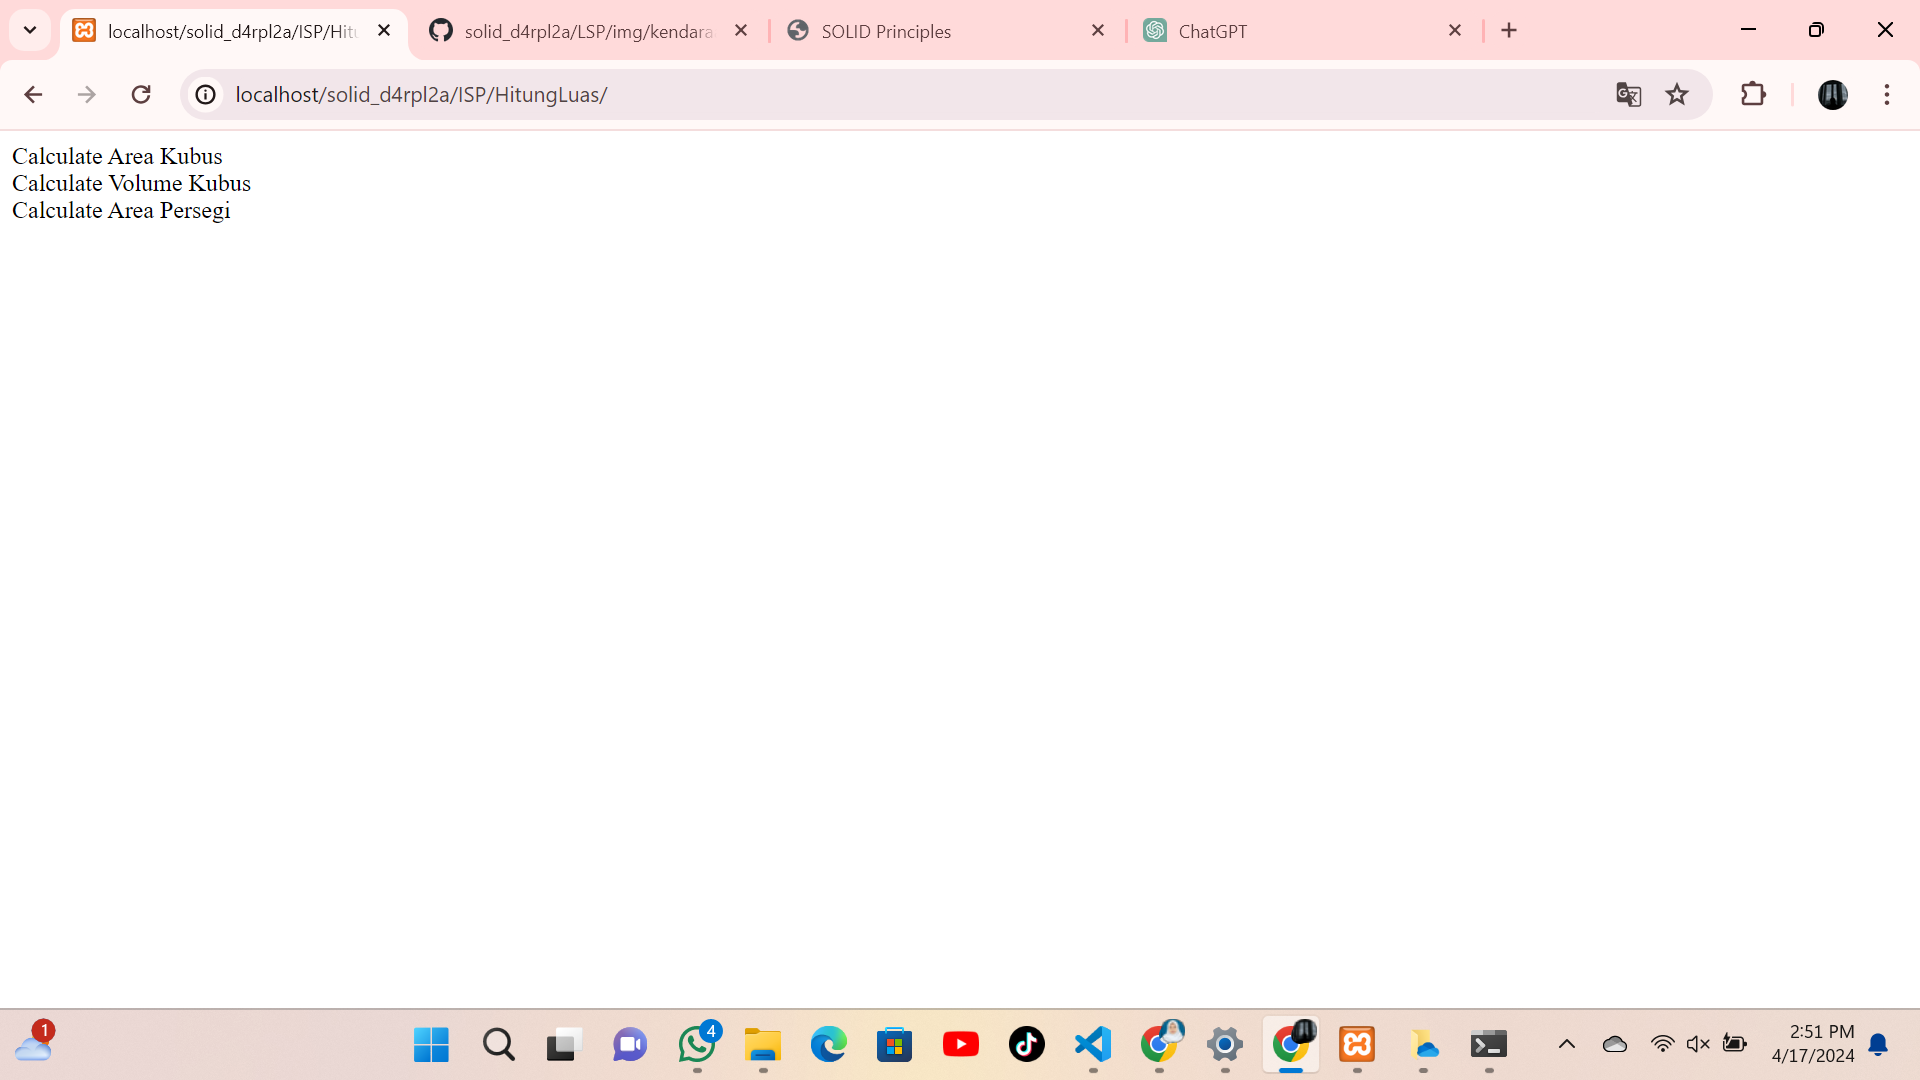 localhost/solid_d4rpl2a/ISP/Hitu
solid_d4rpl2a/LSP/img/kendara
SOLID Principles
ChatGPT
localhost/solid_d4rpl2a/ISP/HitungLuas/
Calculate Area Kubus
Calculate Volume Kubus
Calculate Area Persegi
1
4
2:51 PM
4/17/2024